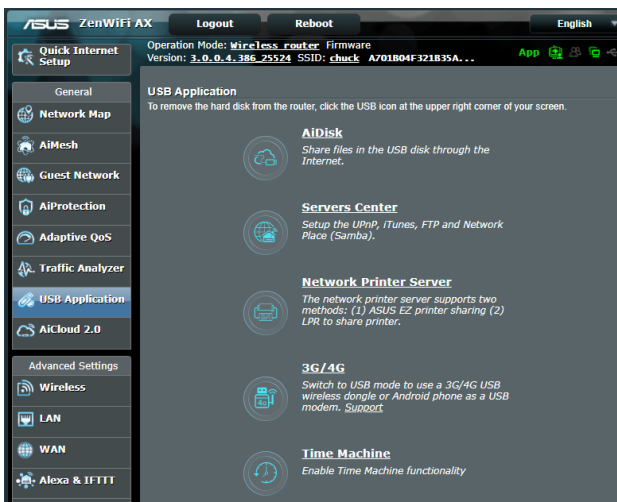 ASUS ZenWiFi AX Logout Reboot English
Quick Internet Setup
Operation Mode: Wireless router Firmware
Version: 3.0.0.4.386_25524 SSID: chuck A701B04F321B35A...
App
General
Network Map
AiMesh
Guest Network
AiProtection
Adaptive QoS
Traffic Analyzer
USB Application
AiCloud 2.0
Advanced Settings
Wireless
LAN
WAN
Alexa & IFTTT
USB Application
To remove the hard disk from the router, click the USB icon at the upper right corner of your screen.
AiDisk
Share files in the USB disk through the
Internet.
Servers Center
Setup the UPnP, iTunes, FTP and Network
Place (Samba).
Network Printer Server
The network printer server supports two
methods: (1) ASUS EZ printer sharing (2)
LPR to share printer.
3G/4G
Switch to USB mode to use a 3G/4G USB
wireless dongle or Android phone as a USB
modem. Support
4G
Time Machine
Enable Time Machine functionality